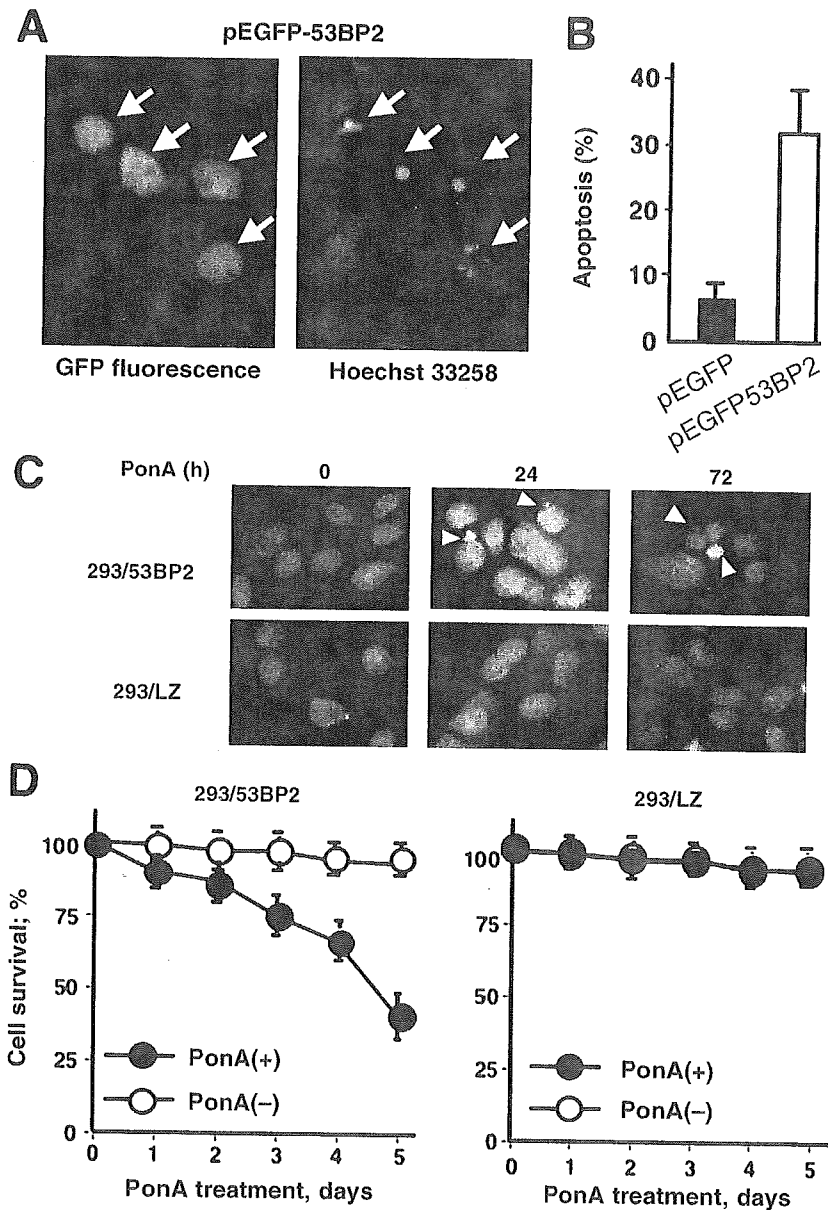 A
pEGFP-53BP2
GFP fluorescence
Hoechst 33258
B
Apoptosis (%)
40
30
20
10
0
pEGFP
pEGFP53BP2
C
PonA (h)
0
24
72
293/53BP2
293/LZ
D
293/53BP2
Cell survival; %
100
75
50
25
0
PonA(+)
PonA(–)
0 1 2 3 4 5
PonA treatment, days
293/LZ
100
75
50
25
0
PonA(+)
PonA(–)
0 1 2 3 4 5
PonA treatment, days